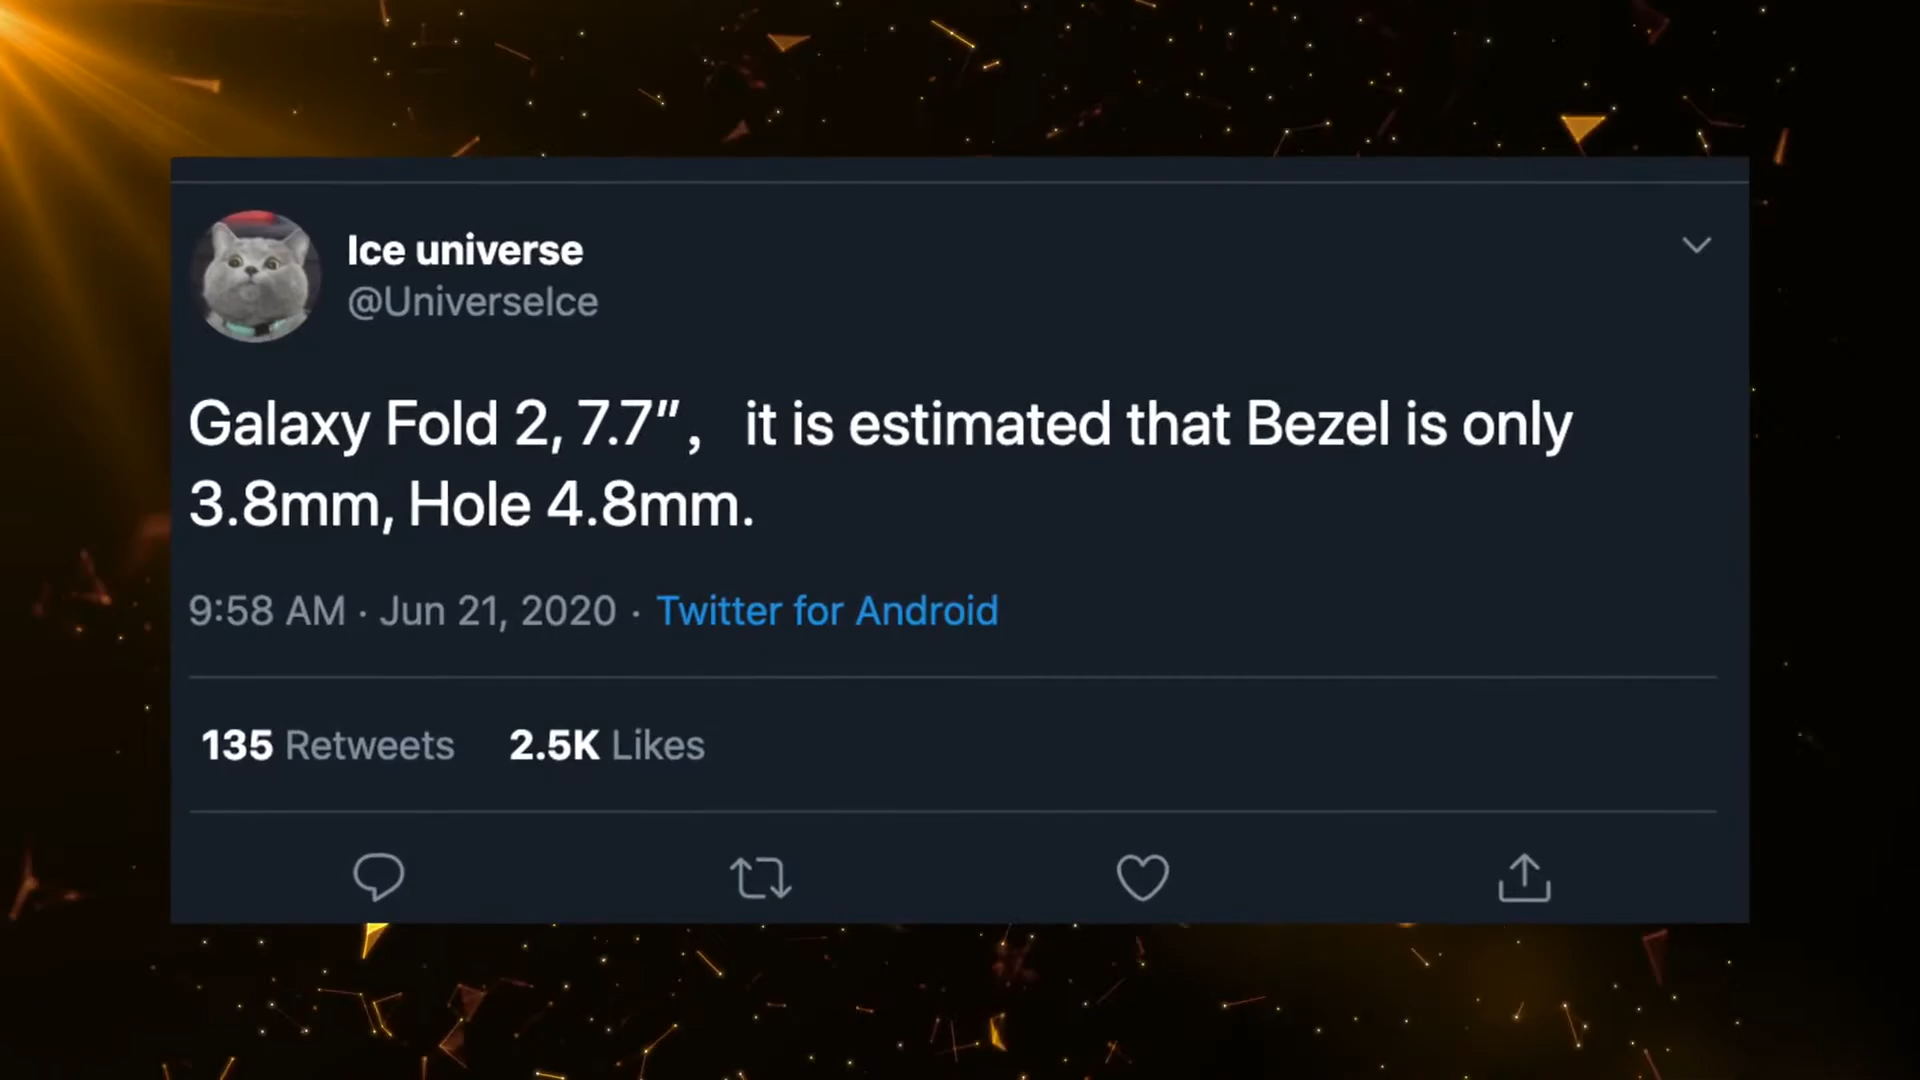 Ice universe
@UniverseIce
Galaxy Fold 2, 7.7”， it is estimated that Bezel is only
3.8mm, Hole 4.8mm.
9:58 AM · Jun 21, 2020 · Twitter for Android
135 Retweets 2.5K Likes